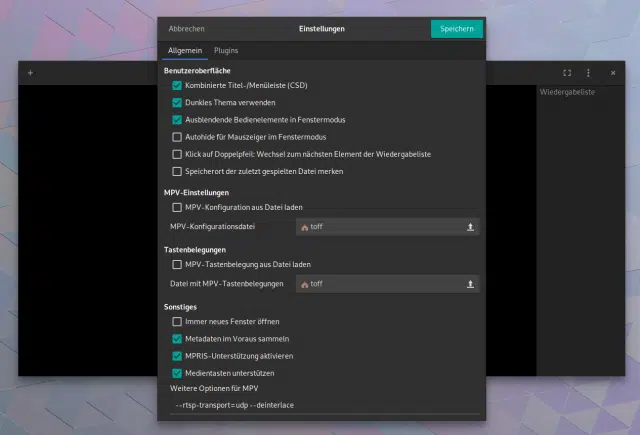 Abbrechen Einstellungen Speichern
Allgemein Plugins
Wiedergabeliste
Benutzeroberfläche
Kombinierte Titel-/Menüleiste (CSD)
Dunkles Thema verwenden
Ausblendende Bedienelemente in Fenstermodus
Autohide für Mauszeiger im Fenstermodus
Klick auf Doppelpfeil: Wechsel zum nächsten Element der Wiedergabeliste
Speicherort der zuletzt gespielten Datei merken
MPV-Einstellungen
MPV-Konfiguration aus Datei laden
MPV-Konfigurationsdatei toff
Tastenbelegungen
MPV-Tastenbelegung aus Datei laden
Datei mit MPV-Tastenbelegungen toff
Sonstiges
Immer neues Fenster öffnen
Metadaten im Voraus sammeln
MPRIS-Unterstützung aktivieren
Medientasten unterstützen
Weitere Optionen für MPV
--rtsp-transport=udp --deinterlace